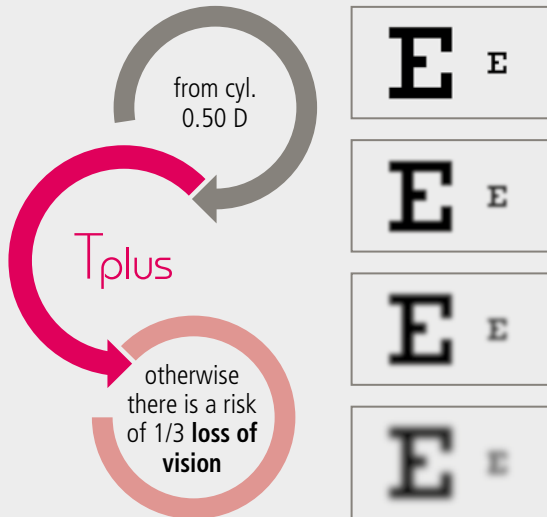 from cyl.
0.50 D
Tplus
otherwise
there is a risk
of 1/3 loss of
vision
E E
E E
E E
E E